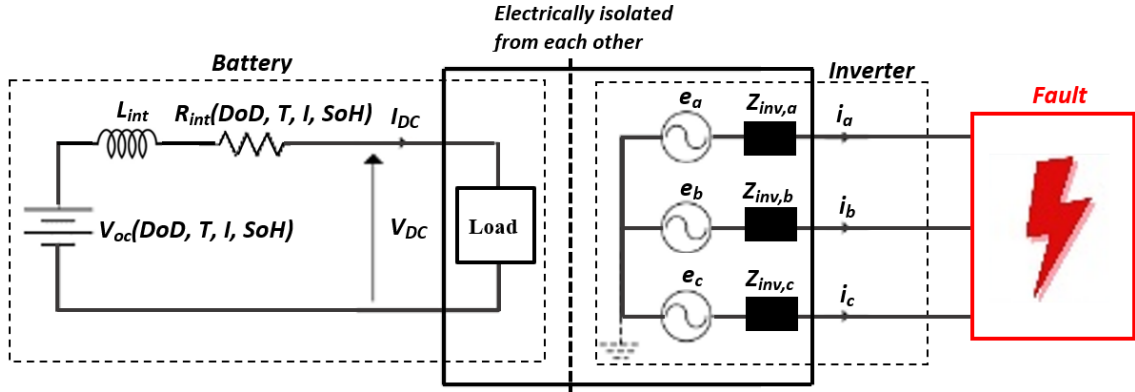 Electrically isolated
from each other
Battery
Inverter
L_int
R_int(DoD, T, I, SoH)
I_DC
e_a
Z_inv,a
i_a
Fault
V_oc(DoD, T, I, SoH)
V_DC
Load
e_b
Z_inv,b
i_b
e_c
Z_inv,c
i_c